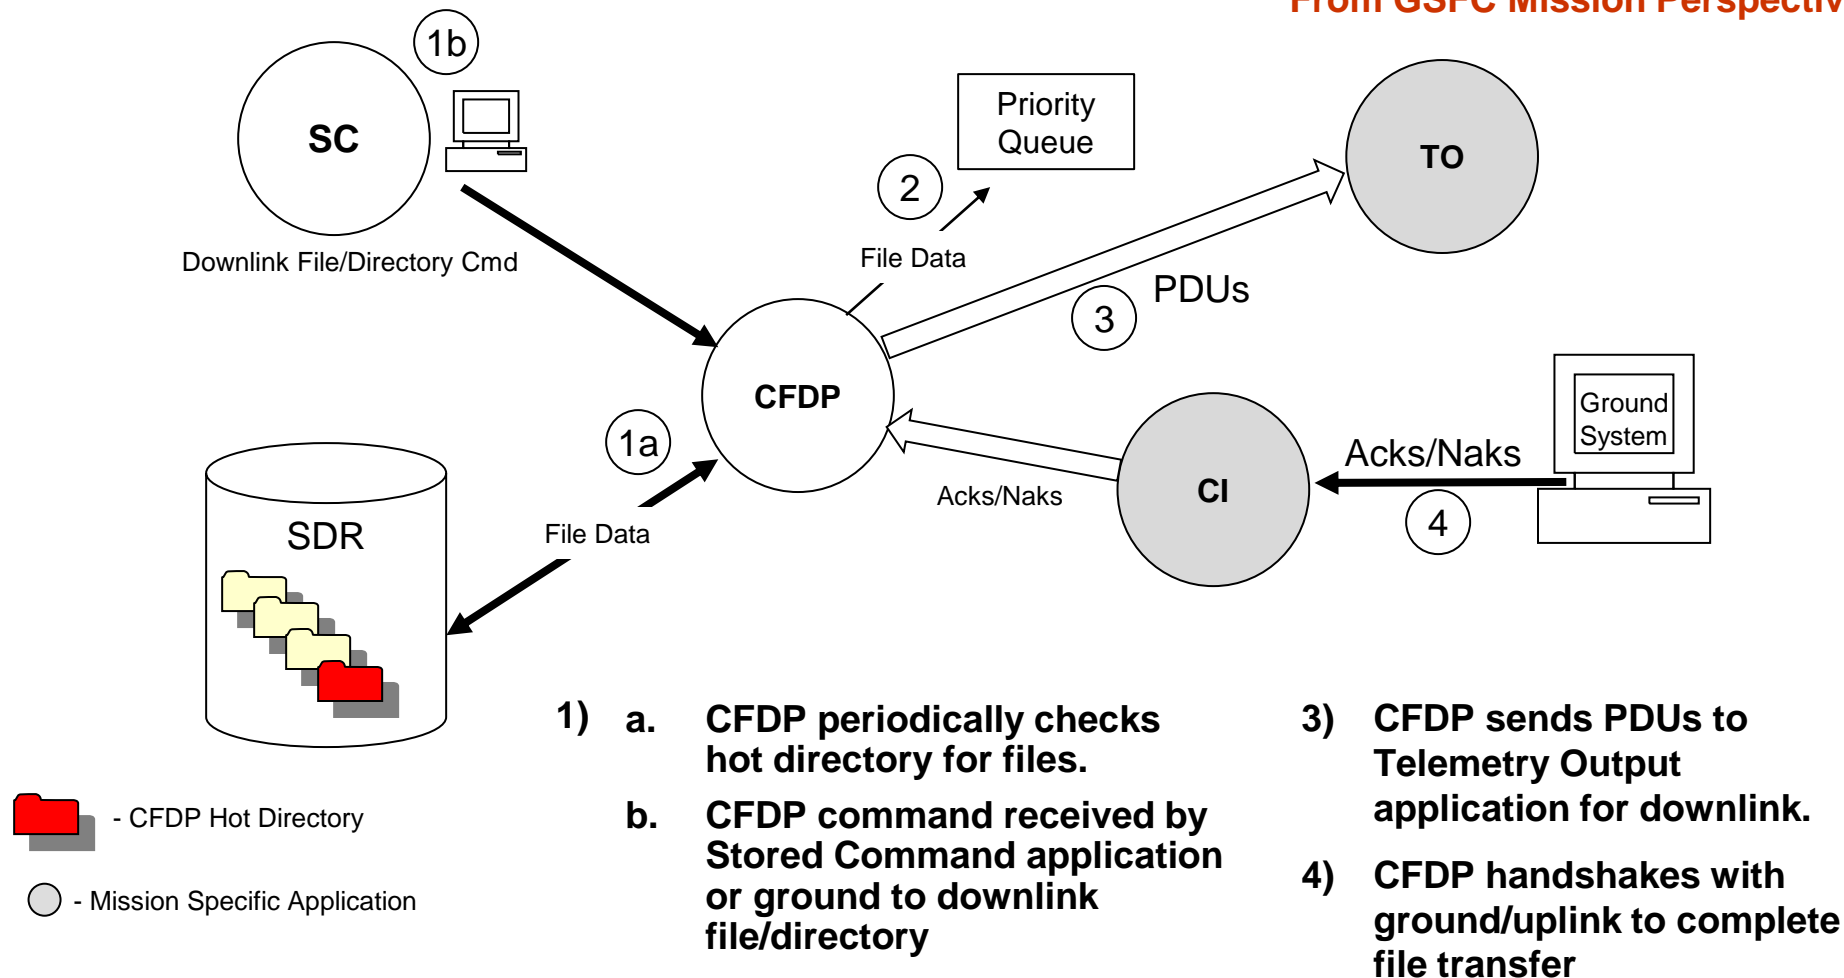 From GSFC Mission Perspectiv
1b
SC
Downlink File/Directory Cmd
Priority
Queue
2
File Data
TO
PDUs
3
CFDP
1a
File Data
SDR
Acks/Naks
CI
Acks/Naks
4
Ground
System
- CFDP Hot Directory
- Mission Specific Application
1) a. CFDP periodically checks
hot directory for files.
b. CFDP command received by
Stored Command application
or ground to downlink
file/directory
3) CFDP sends PDUs to
Telemetry Output
application for downlink.
4) CFDP handshakes with
ground/uplink to complete
file transfer